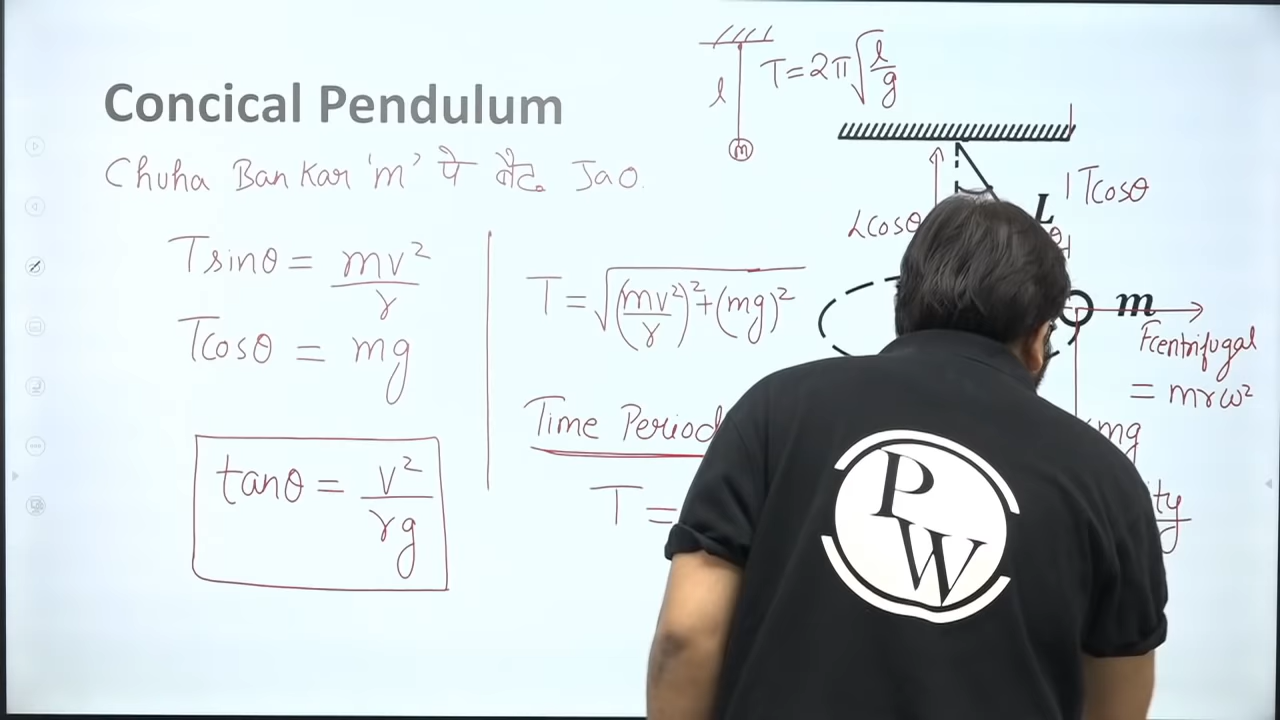 Concical Pendulum
Chuha Ban kar 'm' पे बैठ Jao.
Tsinθ = mv²/r
Tcosθ = mg
tanθ = v²/rg
T = √((mv²/r)² + (mg)²)
Time Period
T =
l
T = 2π√(l/g)
m
Lcosθ
L
Tcosθ
θ
m
Fcentrifugal
= mrω²
mg
ty
P
W